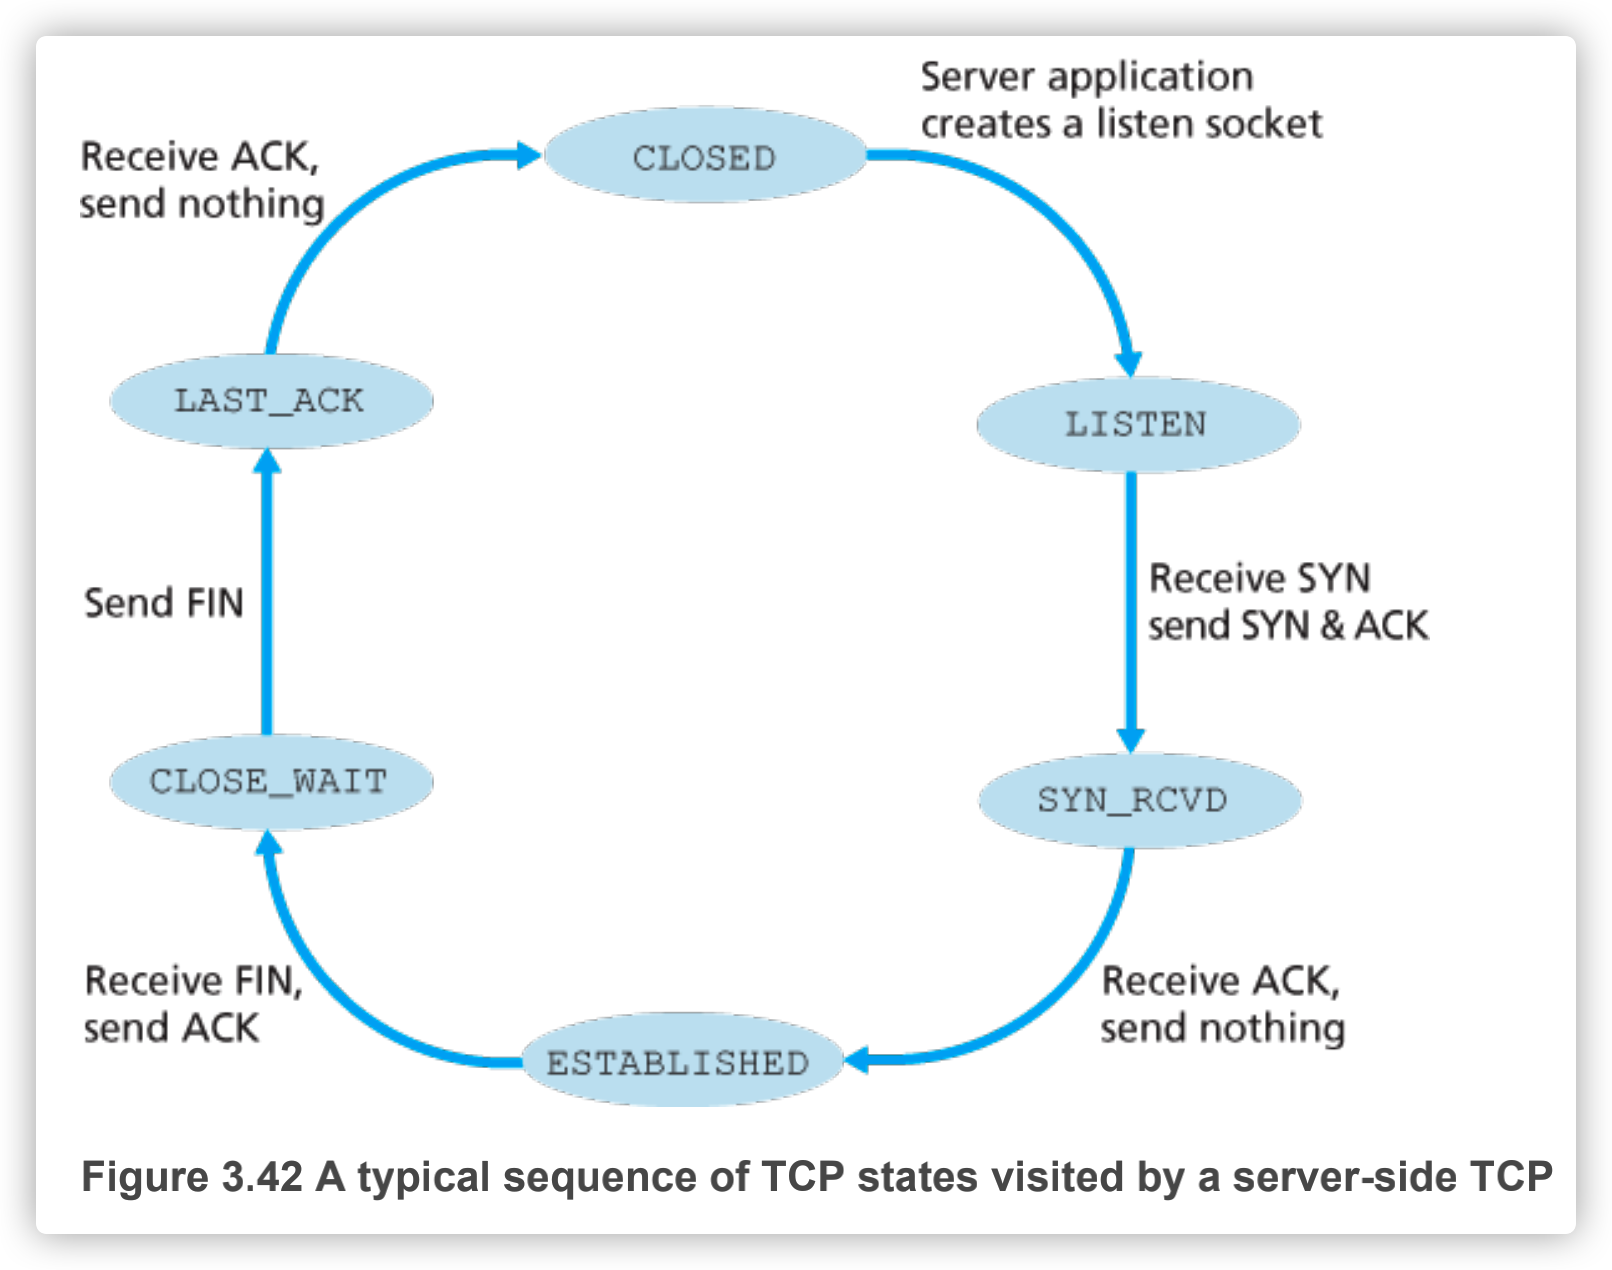 Server application
creates a listen socket
Receive ACK,
send nothing
CLOSED
LAST_ACK
LISTEN
Receive SYN
send SYN & ACK
Send FIN
CLOSE_WAIT
SYN_RCVD
Receive FIN,
send ACK
Receive ACK,
send nothing
ESTABLISHED
Figure 3.42 A typical sequence of TCP states visited by a server-side TCP